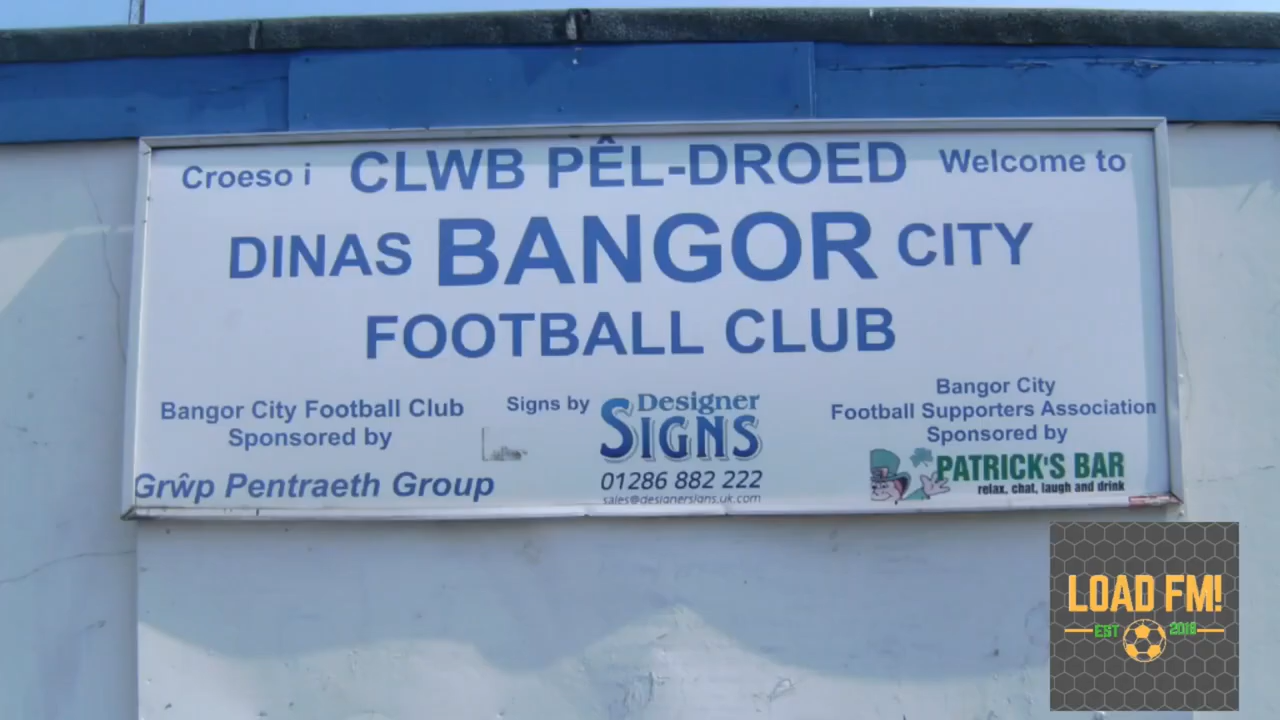 Croeso i CLWB PÊL-DROED Welcome to
DINAS BANGOR CITY
FOOTBALL CLUB
Bangor City Football Club
Sponsored by
Grŵp Pentraeth Group
Signs by
Designer
SIGNS
01286 882 222
sales@designersigns.uk.com
Bangor City
Football Supporters Association
Sponsored by
PATRICK'S BAR
relax, chat, laugh and drink
LOAD FM!
EST 2018